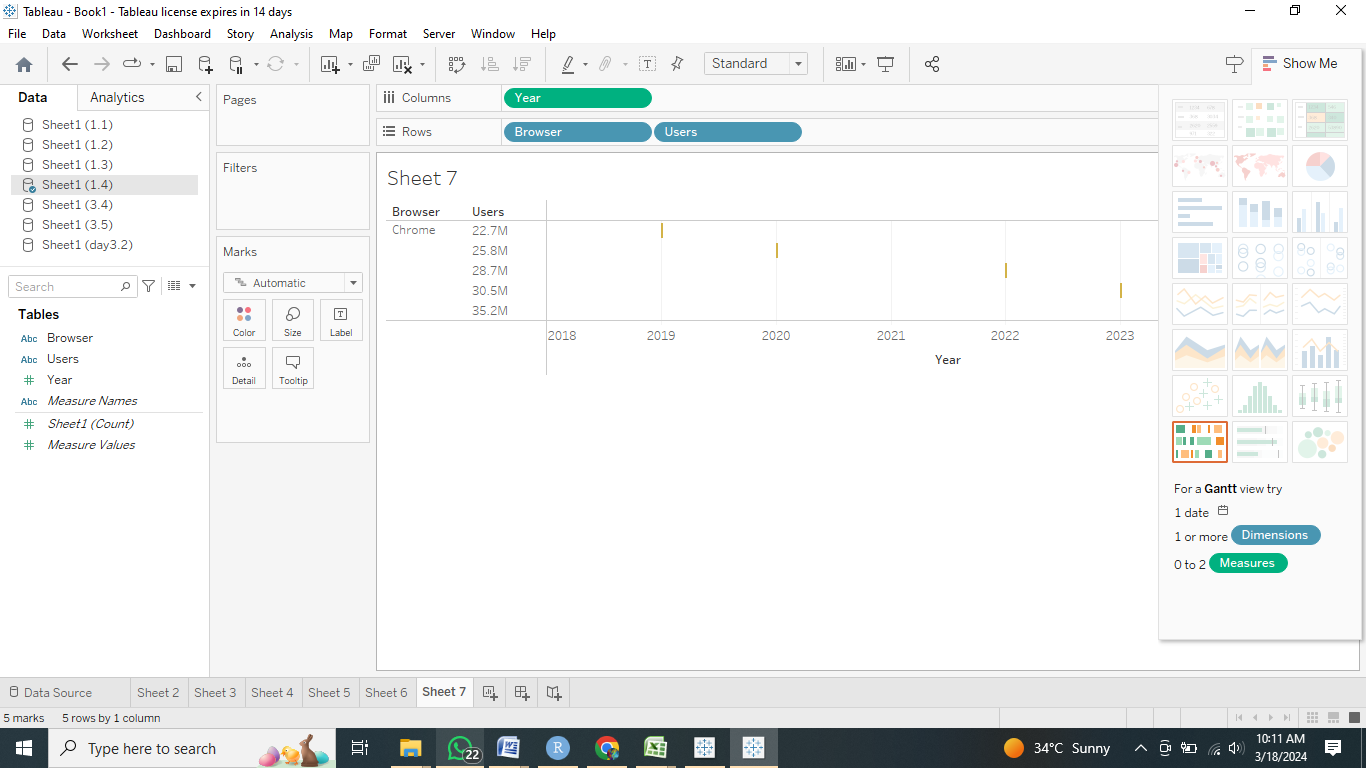 Tableau - Book1 - Tableau license expires in 14 days
File Data Worksheet Dashboard Story Analysis Map Format Server Window Help
Standard
Show Me
Data Analytics
Sheet1 (1.1)
Sheet1 (1.2)
Sheet1 (1.3)
Sheet1 (1.4)
Sheet1 (3.4)
Sheet1 (3.5)
Sheet1 (day3.2)
Search
Tables
Abc Browser
Abc Users
# Year
Abc Measure Names
# Sheet1 (Count)
# Measure Values
Pages
Filters
Marks
Automatic
Color Size Label
Detail Tooltip
Columns Year
Rows Browser Users
Sheet 7
Browser Users
Chrome 22.7M
25.8M
28.7M
30.5M
35.2M
2018 2019 2020 2021 2022 2023
Year
For a Gantt view try
1 date
1 or more Dimensions
0 to 2 Measures
Data Source Sheet 2 Sheet 3 Sheet 4 Sheet 5 Sheet 6 Sheet 7
5 marks 5 rows by 1 column
Type here to search
22
34°C Sunny
10:11 AM
3/18/2024